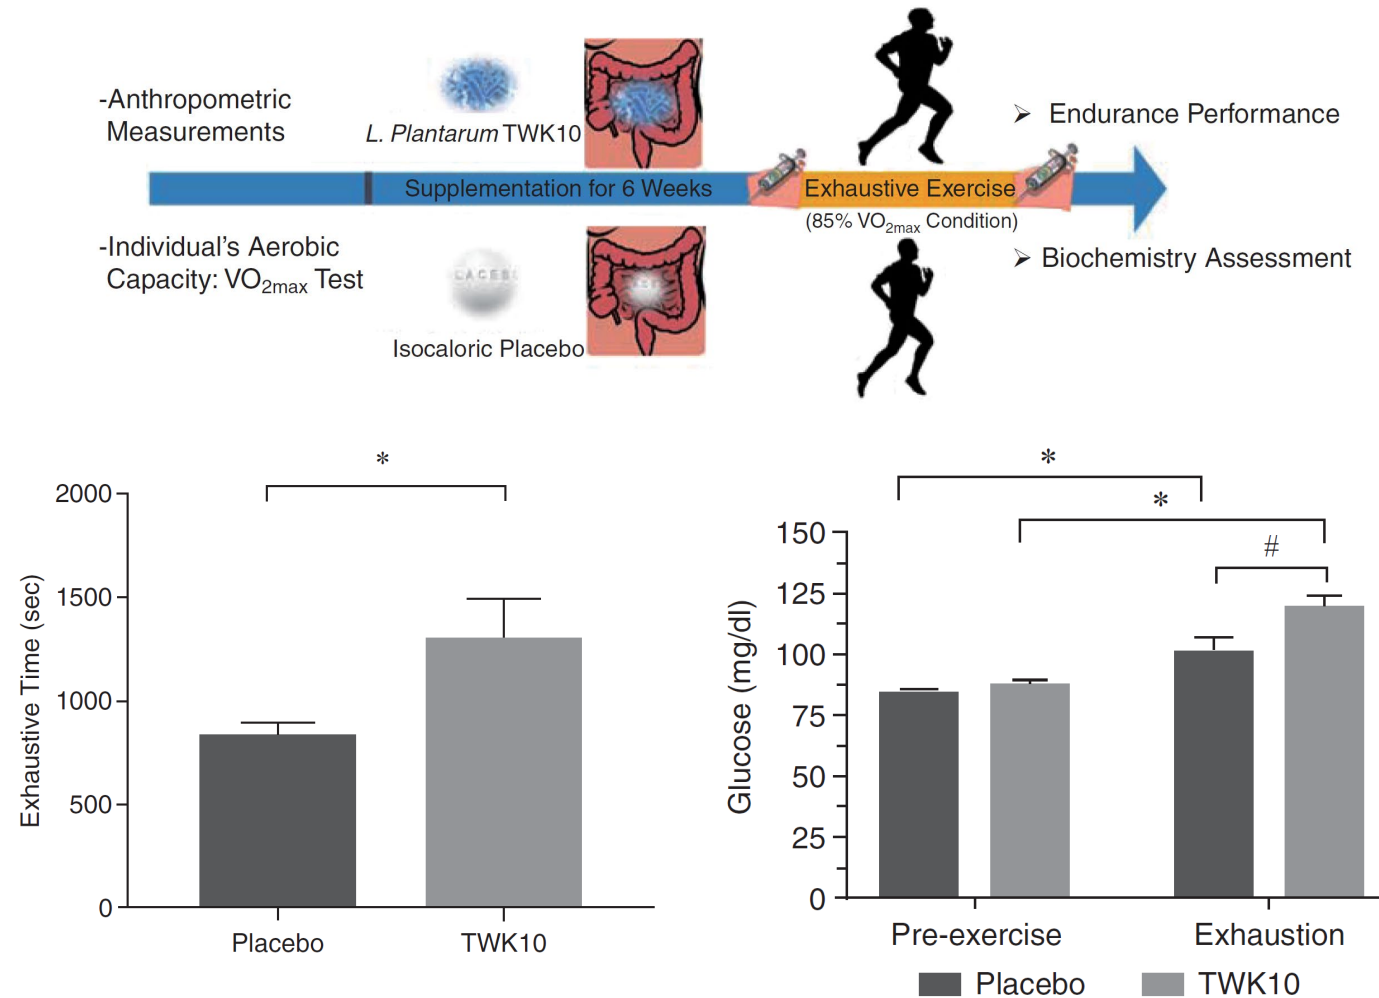 -Anthropometric
Measurements
L. Plantarum TWK10
Endurance Performance
Supplementation for 6 Weeks
Exhaustive Exercise
(85% VO2max Condition)
-Individual's Aerobic
Capacity: VO2max Test
Biochemistry Assessment
Isocaloric Placebo
*
2000
1500
1000
500
0
Exhaustive Time (sec)
Placebo
TWK10
*
*
#
150
125
100
75
50
25
0
Glucose (mg/dl)
Pre-exercise
Exhaustion
Placebo
TWK10